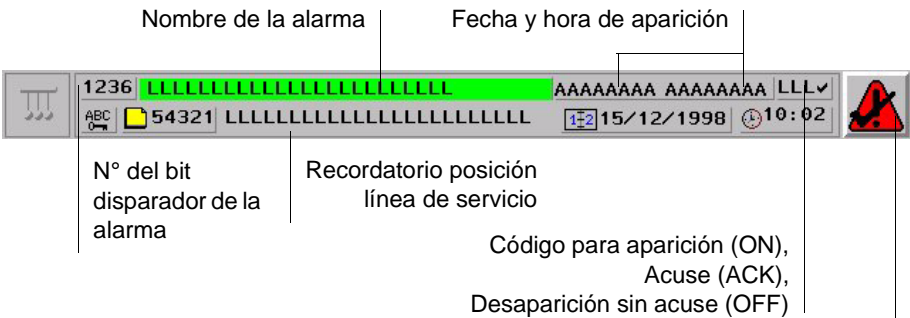 Nombre de la alarma Fecha y hora de aparición
1236 LLLLLLLLLLLLLLLLLLLLLLLL AAAAAAAA AAAAAAAA LLL✓
ABC 54321 LLLLLLLLLLLLLLLLLLLLLLLL 1-2 15/12/1998 10:02
N° del bit
disparador de la
alarma
Recordatorio posición
línea de servicio
Código para aparición (ON),
Acuse (ACK),
Desaparición sin acuse (OFF)